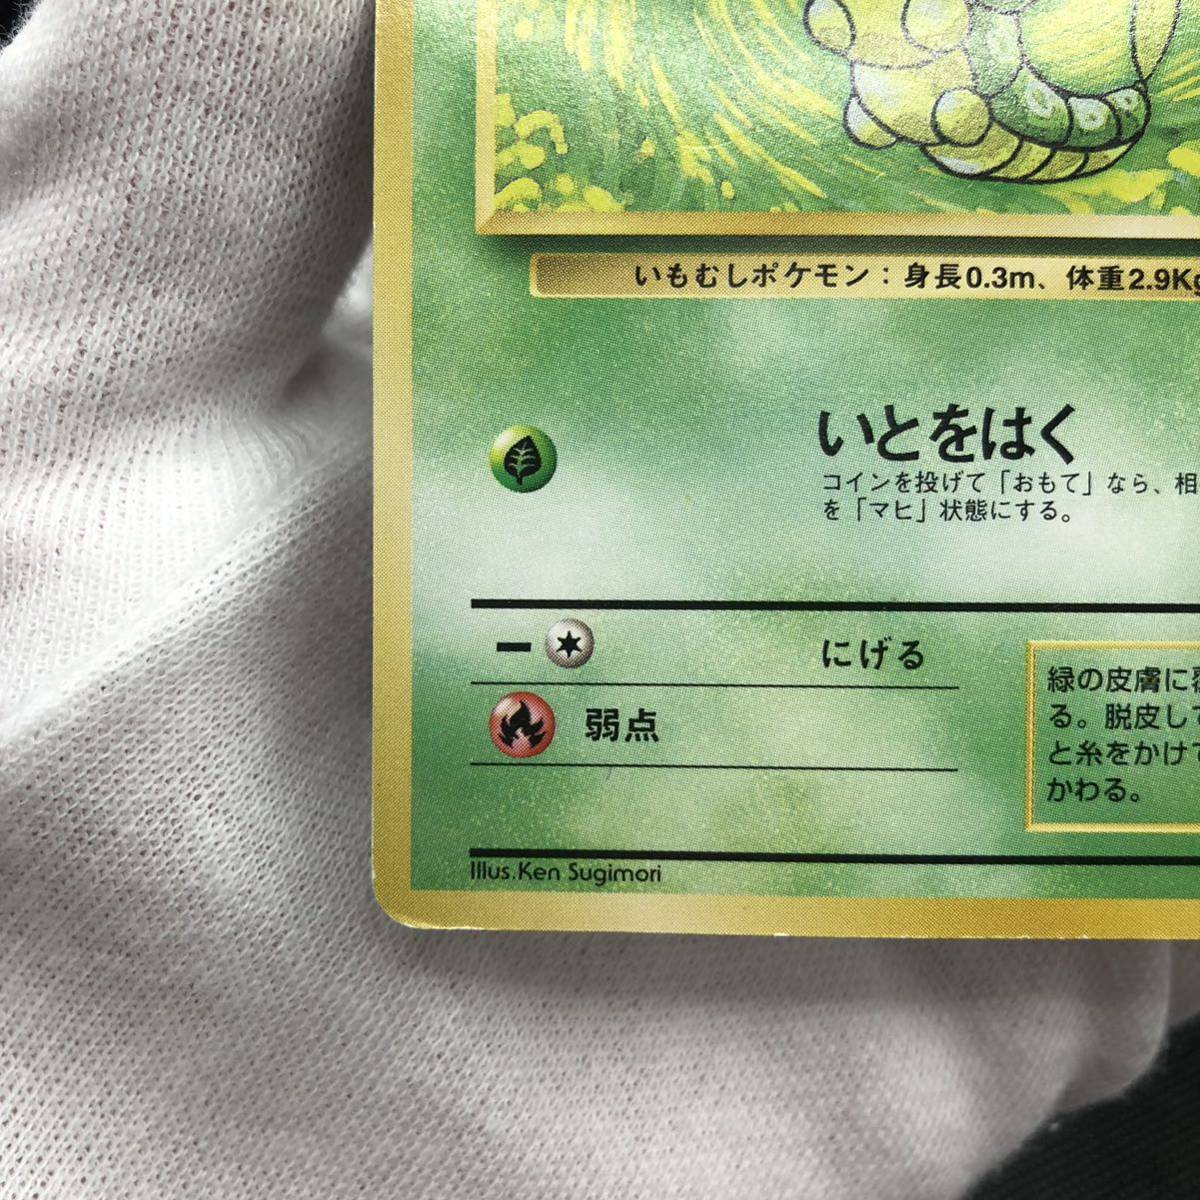 いもむしポケモン：身長0.3m、体重2.9Kg
いとをはく
コインを投げて「おもて」なら、相
を「マヒ」状態にする。
にげる
弱点
緑の皮膚に
る。脱皮して
と糸をかけて
かわる。
Illus.Ken Sugimori